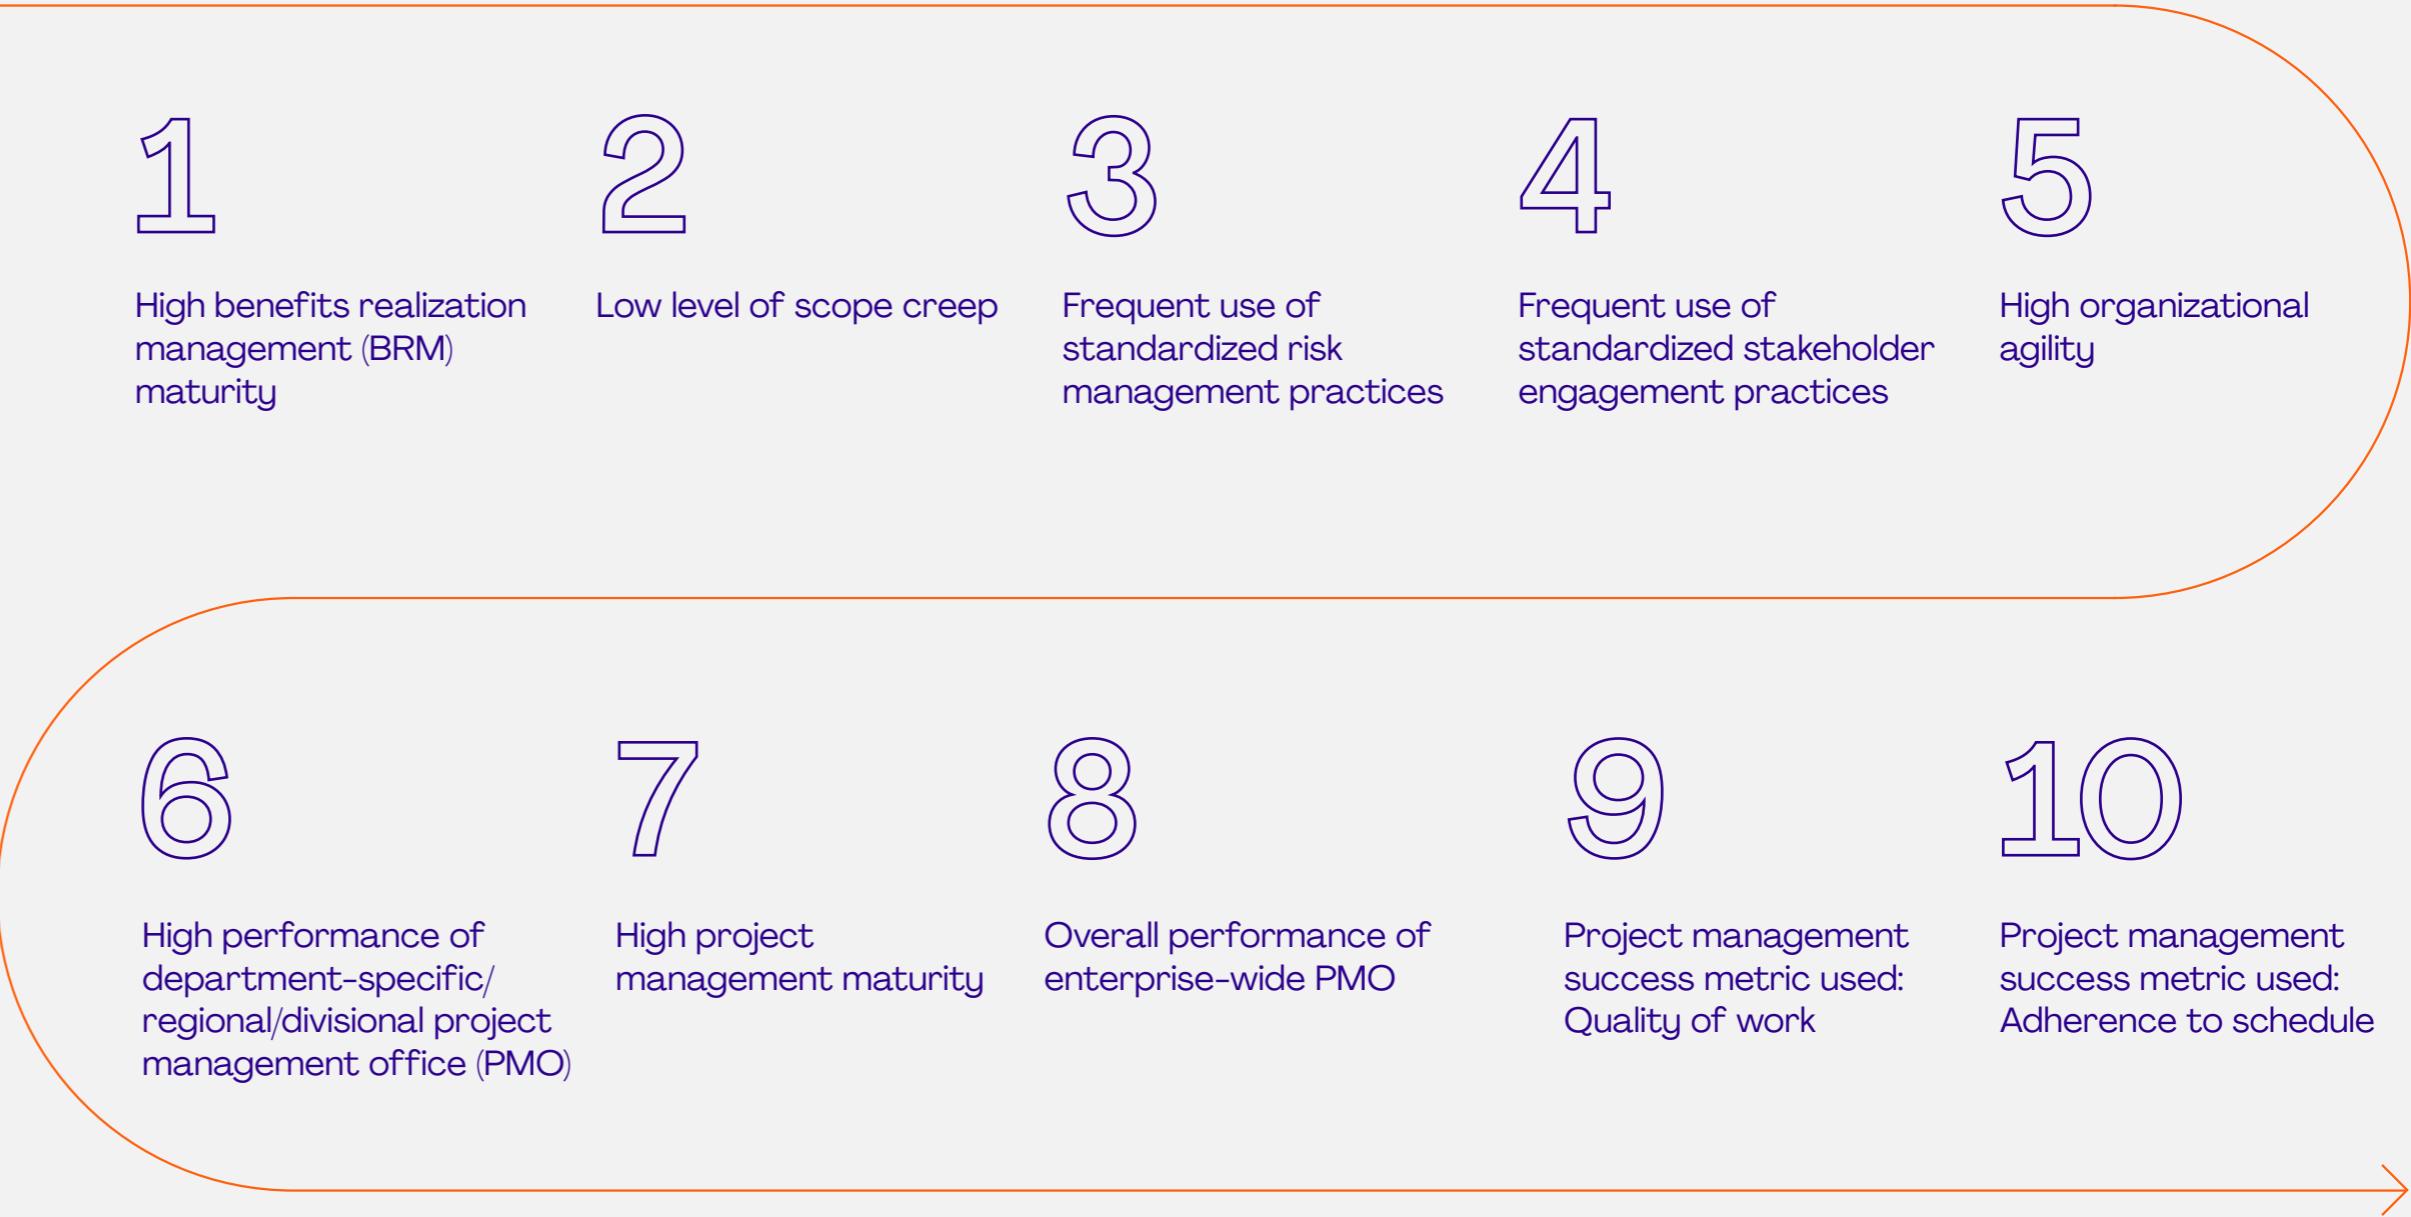 1
High benefits realization
management (BRM)
maturity
2
Low level of scope creep
3
Frequent use of
standardized risk
management practices
4
Frequent use of
standardized stakeholder
engagement practices
5
High organizational
agility
6
High performance of
department-specific/
regional/divisional project
management office (PMO)
7
High project
management maturity
8
Overall performance of
enterprise-wide PMO
9
Project management
success metric used:
Quality of work
10
Project management
success metric used:
Adherence to schedule